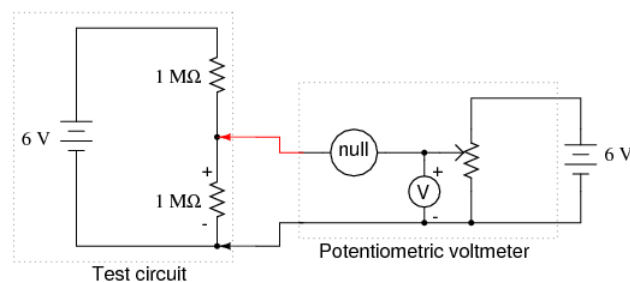 1 MΩ
6 V
+
1 MΩ
-
Test circuit
null
+
V
-
6 V
Potentiometric voltmeter